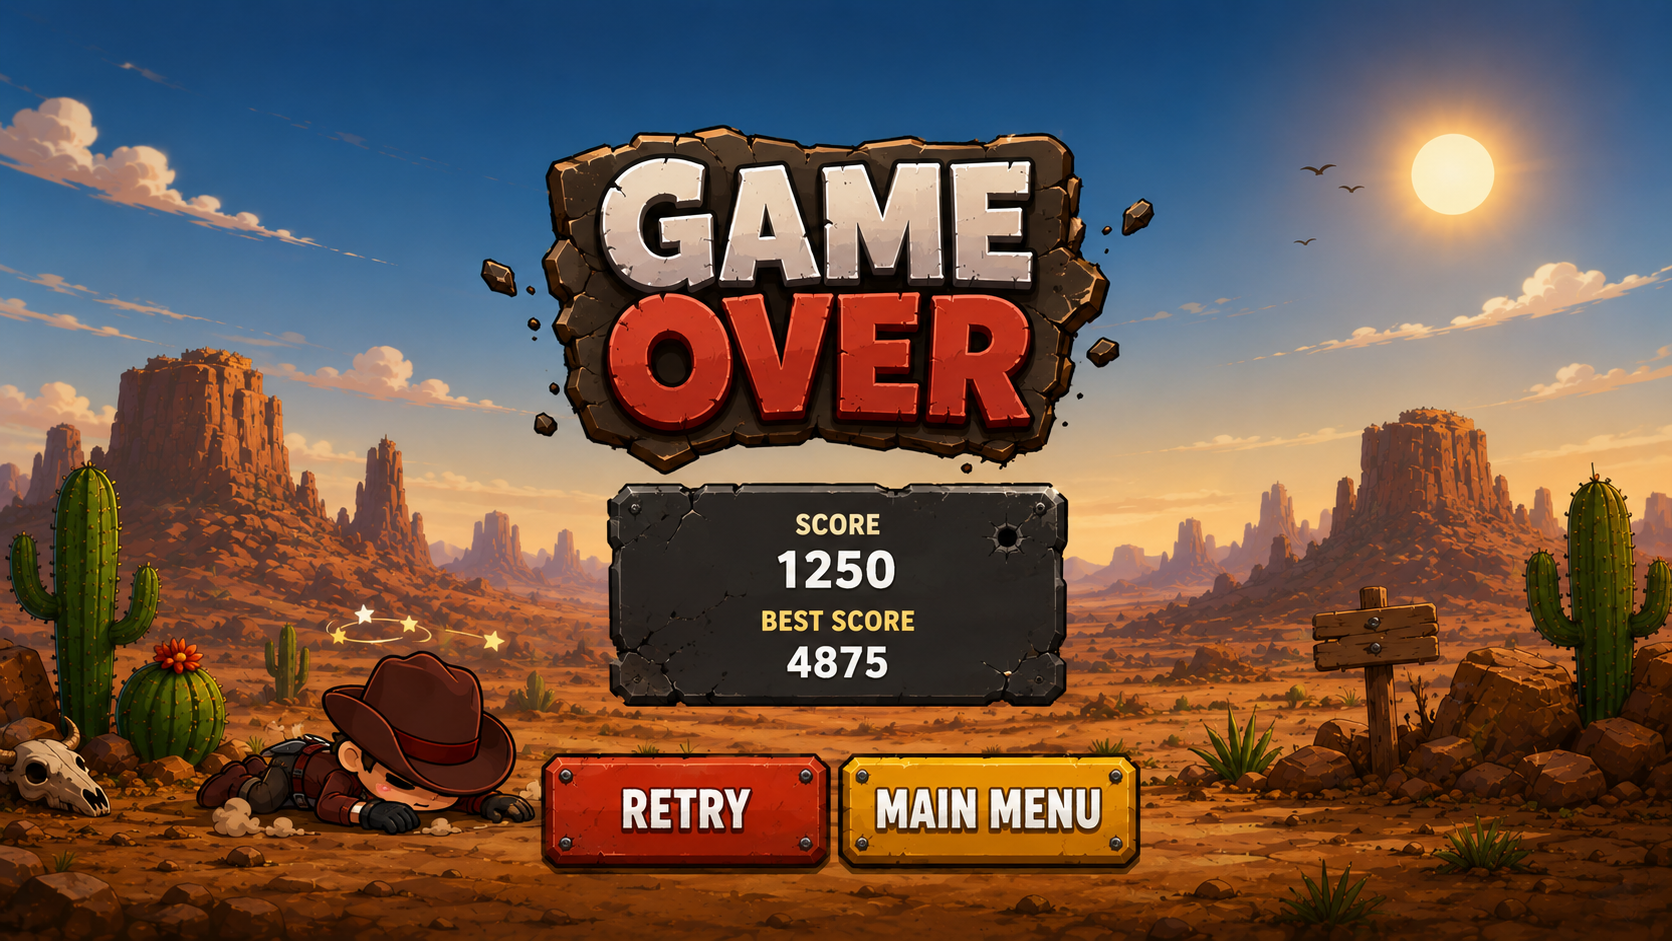 GAME
OVER
SCORE
1250
BEST SCORE
4875
RETRY
MAIN MENU